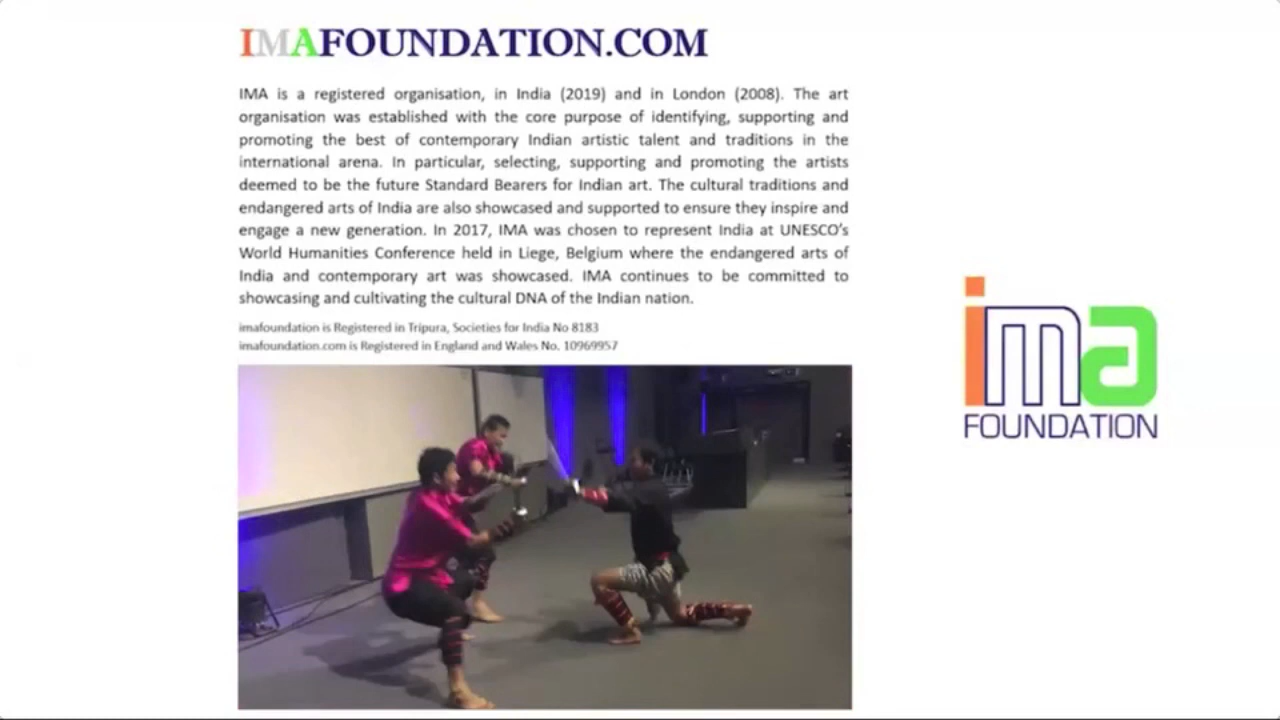 IMAFOUNDATION.COM
IMA is a registered organisation, in India (2019) and in London (2008). The art
organisation was established with the core purpose of identifying, supporting and
promoting the best of contemporary Indian artistic talent and traditions in the
international arena. In particular, selecting, supporting and promoting the artists
deemed to be the future Standard Bearers for Indian art. The cultural traditions and
endangered arts of India are also showcased and supported to ensure they inspire and
engage a new generation. In 2017, IMA was chosen to represent India at UNESCO's
World Humanities Conference held in Liege, Belgium where the endangered arts of
India and contemporary art was showcased. IMA continues to be committed to
showcasing and cultivating the cultural DNA of the Indian nation.
imafoundation is Registered in Tripura, Societies for India No 8183
imafoundation.com is Registered in England and Wales No. 10969957
ima
FOUNDATION